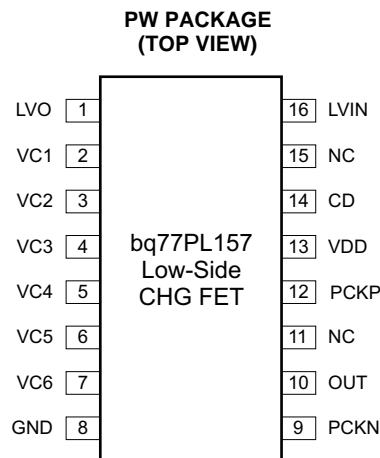 PW PACKAGE
(TOP VIEW)
LVO 1 16 LVIN
VC1 2 15 NC
VC2 3 14 CD
VC3 4 13 VDD
bq77PL157
Low-Side
CHG FET
VC4 5 12 PCKP
VC5 6 11 NC
VC6 7 10 OUT
GND 8 9 PCKN